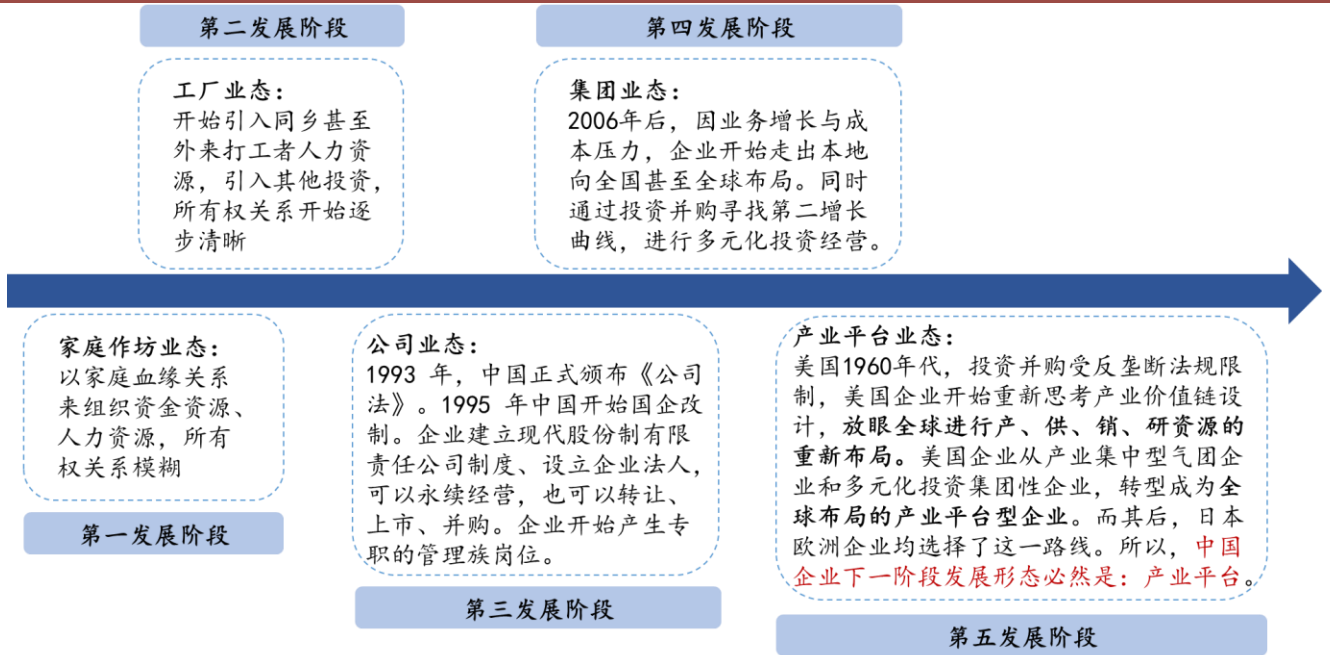 第二发展阶段
工厂业态：
开始引入同乡甚至
外来打工者人力资
源，引入其他投资，
所有权关系开始逐
步清晰
第四发展阶段
集团业态：
2006年后，因业务增长与成
本压力，企业开始走出本地
向全国甚至全球布局。同时
通过投资并购寻找第二增长
曲线，进行多元化投资经营。
家庭作坊业态：
以家庭血缘关系
来组织资金资源、
人力资源，所有
权关系模糊
第一发展阶段
公司业态：
1993 年，中国正式颁布《公司
法》。1995 年中国开始国企改
制。企业建立现代股份制有限
责任公司制度、设立企业法人，
可以永续经营，也可以转让、
上市、并购。企业开始产生专
职的管理族岗位。
第三发展阶段
产业平台业态：
美国1960年代，投资并购受反垄断法规限
制，美国企业开始重新思考产业价值链设
计，放眼全球进行产、供、销、研资源的
重新布局。美国企业从产业集中型气团企
业和多元化投资集团性企业，转型成为全
球布局的产业平台型企业。而其后，日本
欧洲企业均选择了这一路线。所以，中国
企业下一阶段发展形态必然是：产业平台。
第五发展阶段